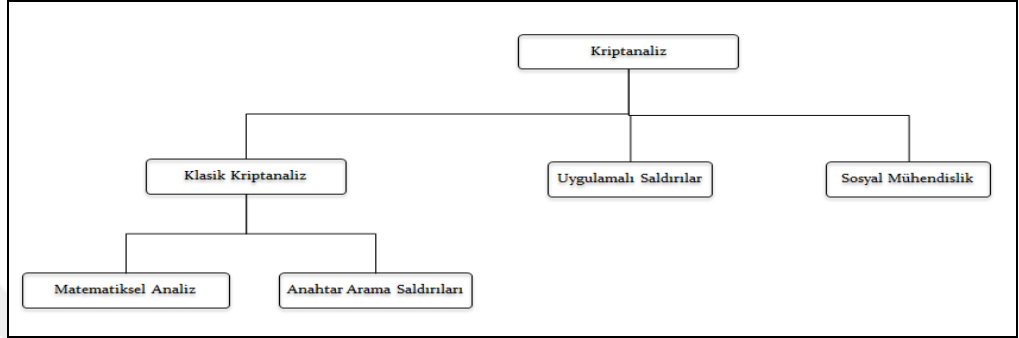 Kriptanaliz
Klasik Kriptanaliz
Uygulamalı Saldırılar
Sosyal Mühendislik
Matematiksel Analiz
Anahtar Arama Saldırıları